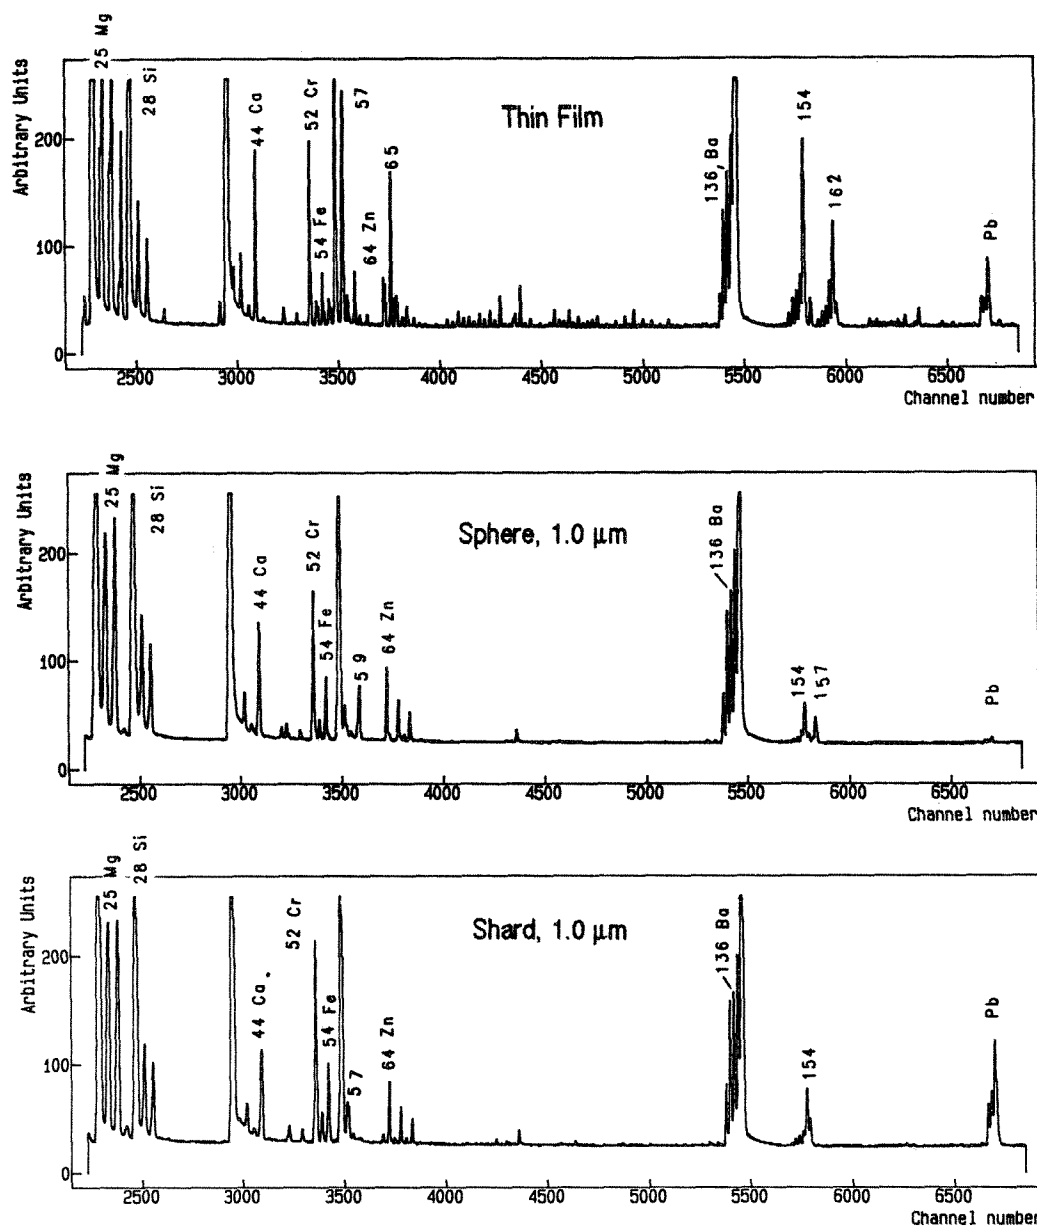 25 Mg
28 Si
44 Ca
52 Cr
54 Fe
57
64 Zn
65
Thin Film
136, Ba
154
162
Pb
Arbitrary Units
200
100
0
2500 3000 3500 4000 4500 5000 5500 6000 6500
Channel number
25 Mg
28 Si
44 Ca
52 Cr
54 Fe
59
64 Zn
Sphere, 1.0 µm
136 Ba
154
157
Pb
Arbitrary Units
200
100
0
2500 3000 3500 4000 4500 5000 5500 6000 6500
Channel number
25 Mg
28 Si
44 Ca
52 Cr
54 Fe
57
64 Zn
Shard, 1.0 µm
136 Ba
154
Pb
Arbitrary Units
200
100
0
2500 3000 3500 4000 4500 5000 5500 6000 6500
Channel number